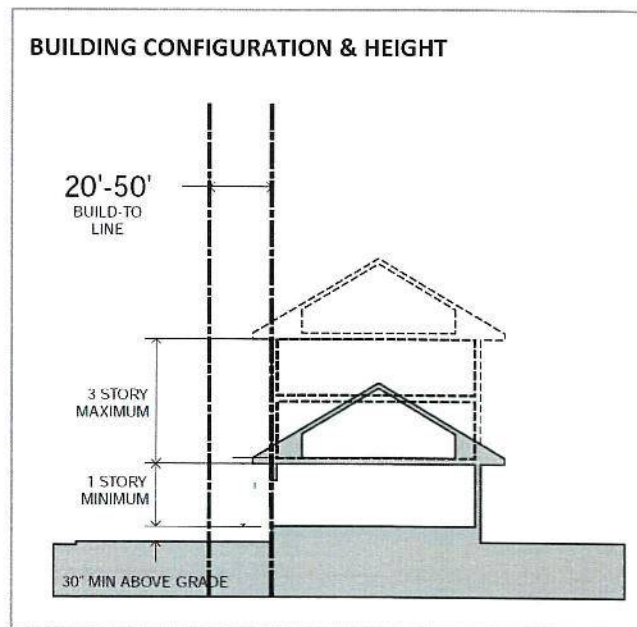 BUILDING CONFIGURATION & HEIGHT
20'-50'
BUILD-TO
LINE
3 STORY
MAXIMUM
1 STORY
MINIMUM
30" MIN ABOVE GRADE